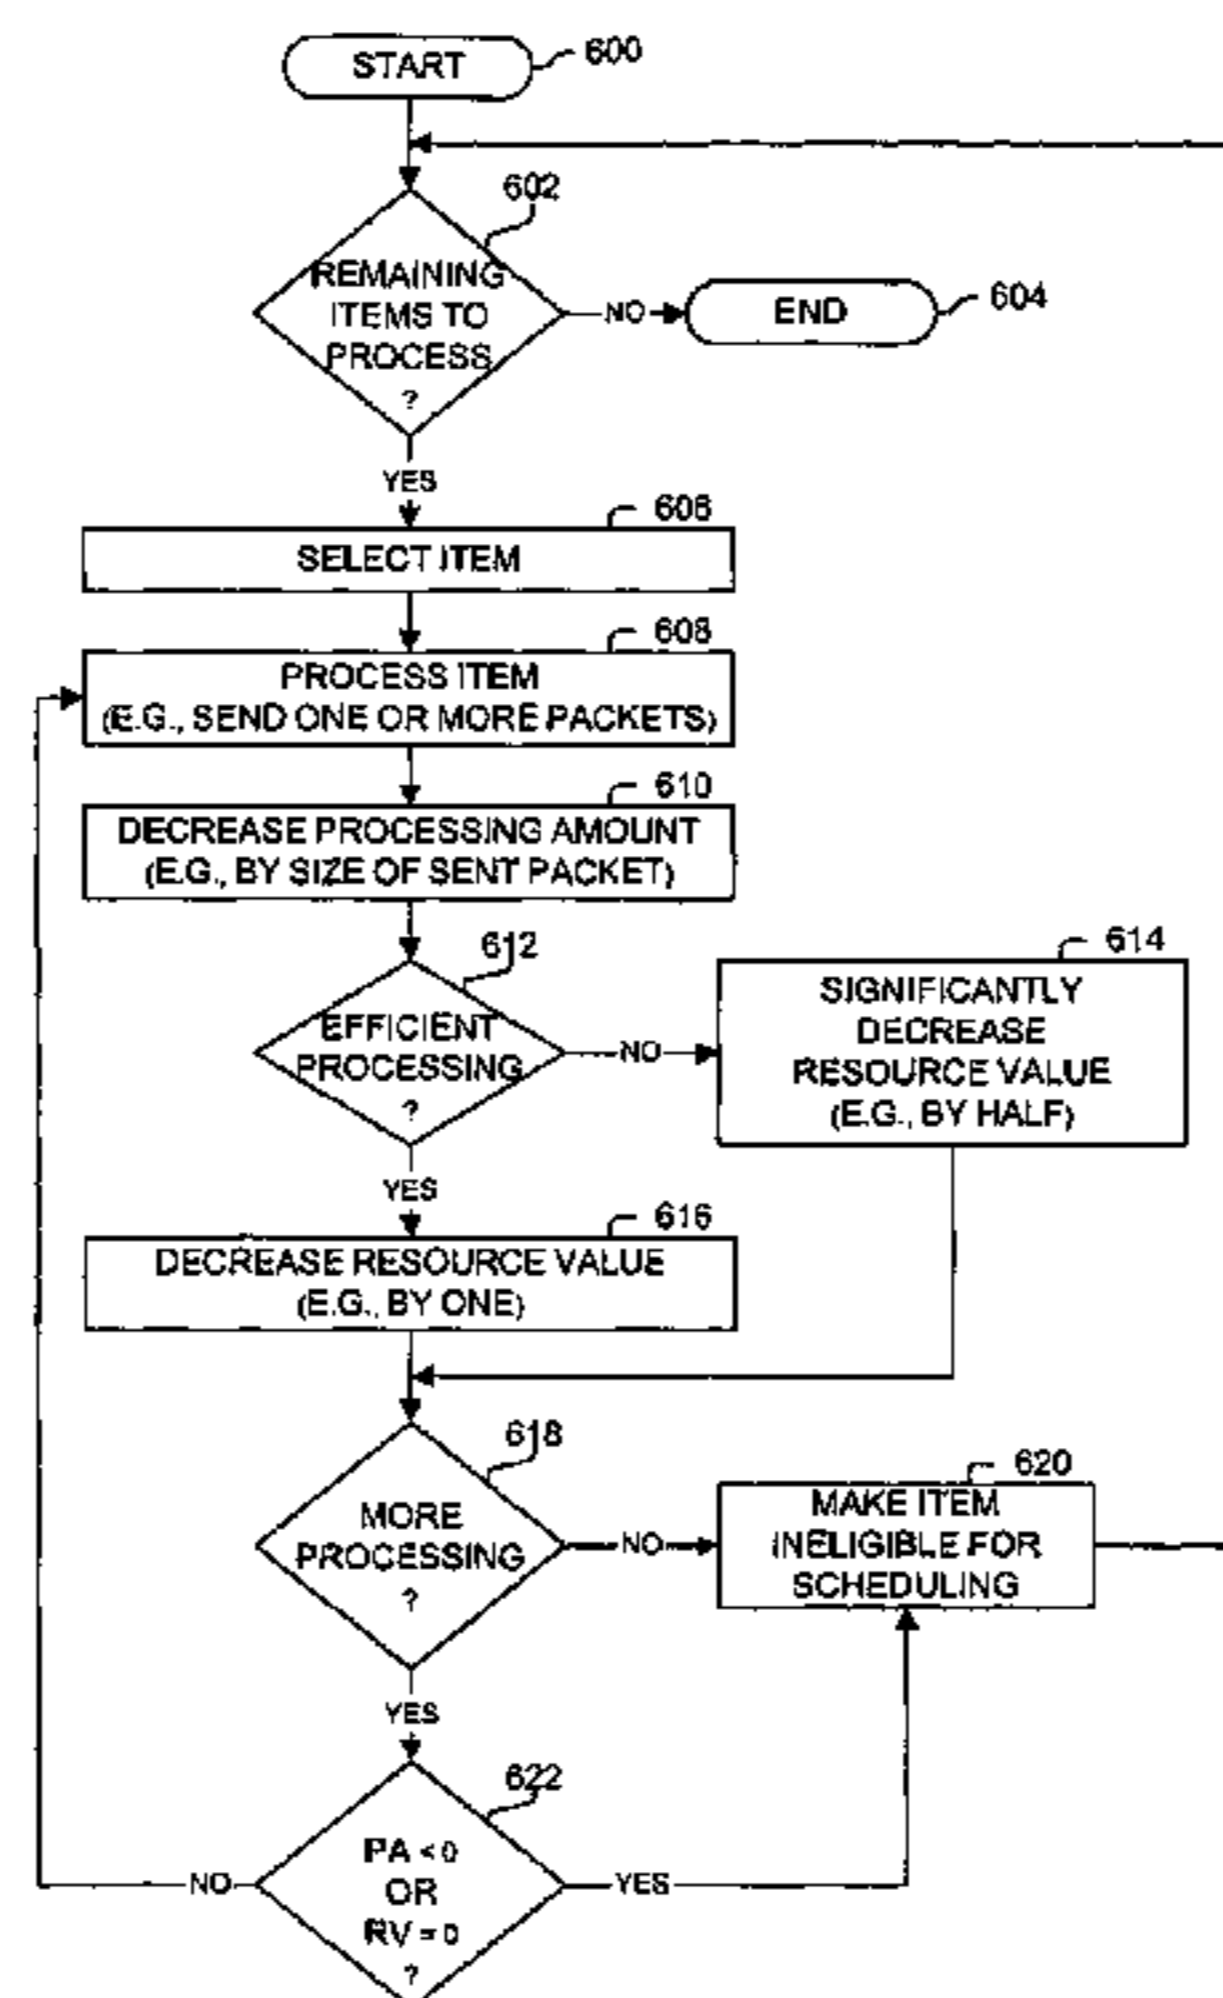 START
600
602
REMAINING
ITEMS TO
PROCESS
?
NO
END
604
YES
606
SELECT ITEM
608
PROCESS ITEM
(E.G., SEND ONE OR MORE PACKETS)
610
DECREASE PROCESSING AMOUNT
(E.G., BY SIZE OF SENT PACKET)
612
EFFICIENT
PROCESSING
?
NO
614
SIGNIFICANTLY
DECREASE
RESOURCE VALUE
(E.G., BY HALF)
YES
616
DECREASE RESOURCE VALUE
(E.G., BY ONE)
618
MORE
PROCESSING
?
NO
620
MAKE ITEM
INELIGIBLE FOR
SCHEDULING
YES
622
PA < 0
OR
RV = 0
?
NO
YES